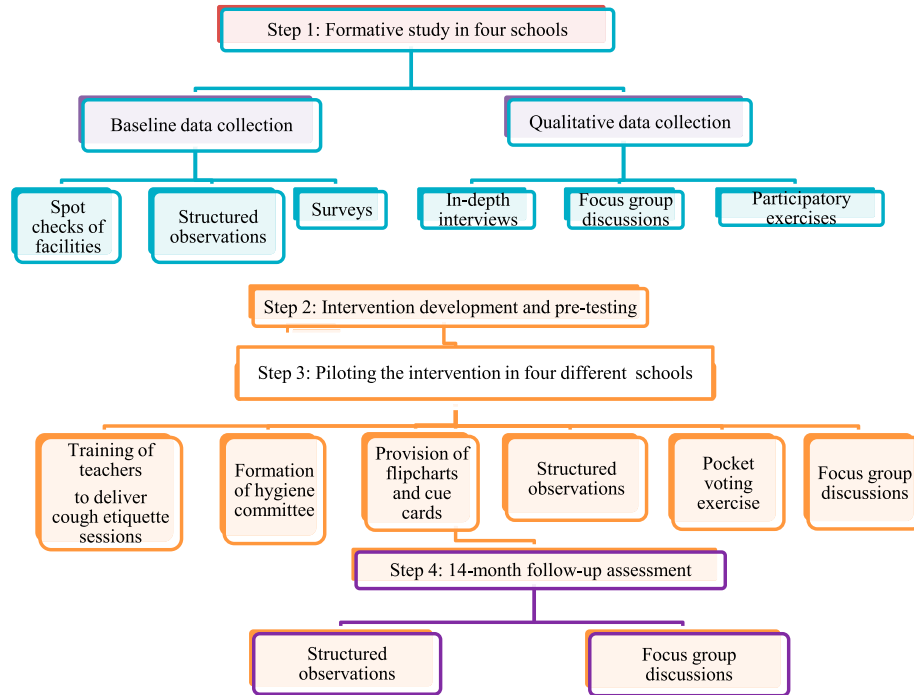 Step 1: Formative study in four schools
Baseline data collection
Qualitative data collection
Spot
checks of
facilities
Structured
observations
Surveys
In-depth
interviews
Focus group
discussions
Participatory
exercises
Step 2: Intervention development and pre-testing
Step 3: Piloting the intervention in four different schools
Training of
teachers
to deliver
cough etiquette
sessions
Formation
of hygiene
committee
Provision of
flipcharts
and cue
cards
Structured
observations
Pocket
voting
exercise
Focus group
discussions
Step 4: 14-month follow-up assessment
Structured
observations
Focus group
discussions